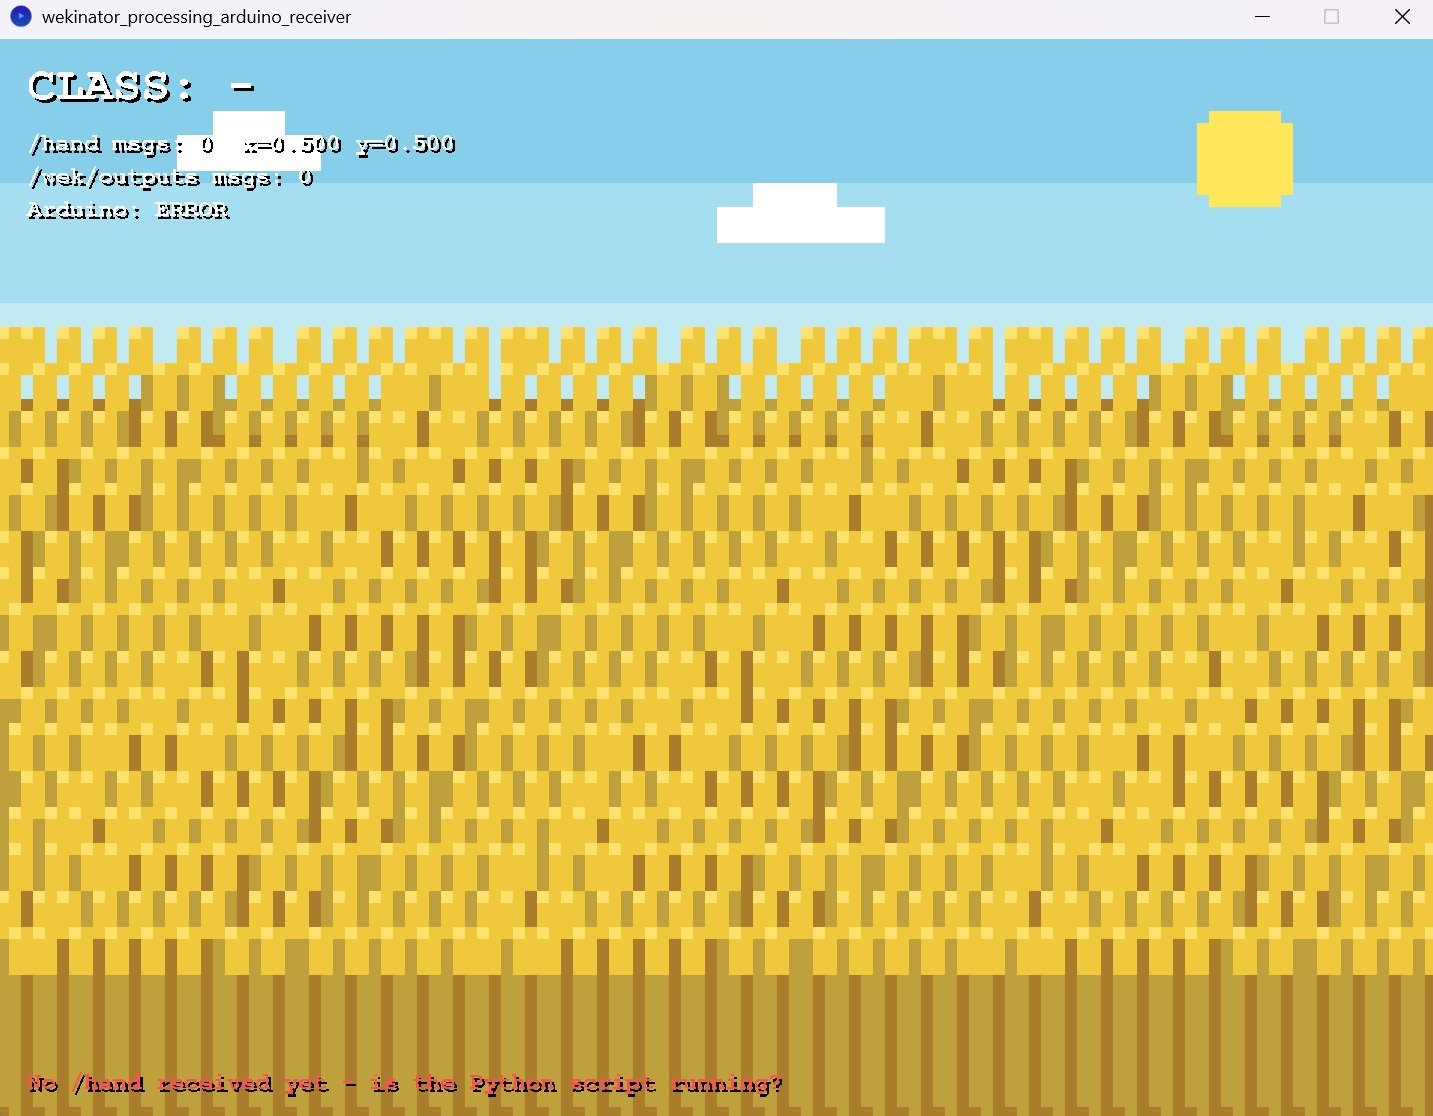 wekinator_processing_arduino_receiver
CLASS: -
/hand msgs: 0  x=0.500 y=0.500
/wek/outputs msgs: 0
Arduino: ERROR
No /hand received yet - is the Python script running?